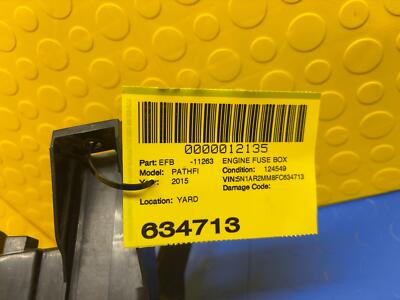 0000012135
Part: EFB -11263 ENGINE FUSE BOX
Model: PATHFI Condition: 124549
2015 VIN:5N1AR2MM8FC634713
Damage Code:
Location: YARD
634713